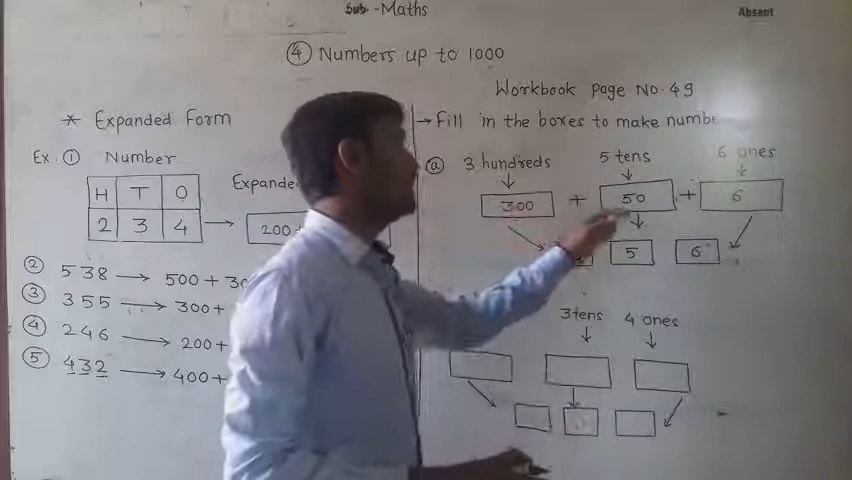 Sub. - Maths
Absent
④ Numbers up to 1000
* Expanded Form
Ex. ① Number
H T O
2 3 4 → 200+
② 538 → 500 + 30
③ 355 → 300+
④ 246 → 200+
⑤ 432 → 400+
Workbook Page No. 49
→ Fill in the boxes to make
ⓐ 3 hundreds 5 tens 6 ones
300 + 50 + 6
5 6
3 tens 4 ones